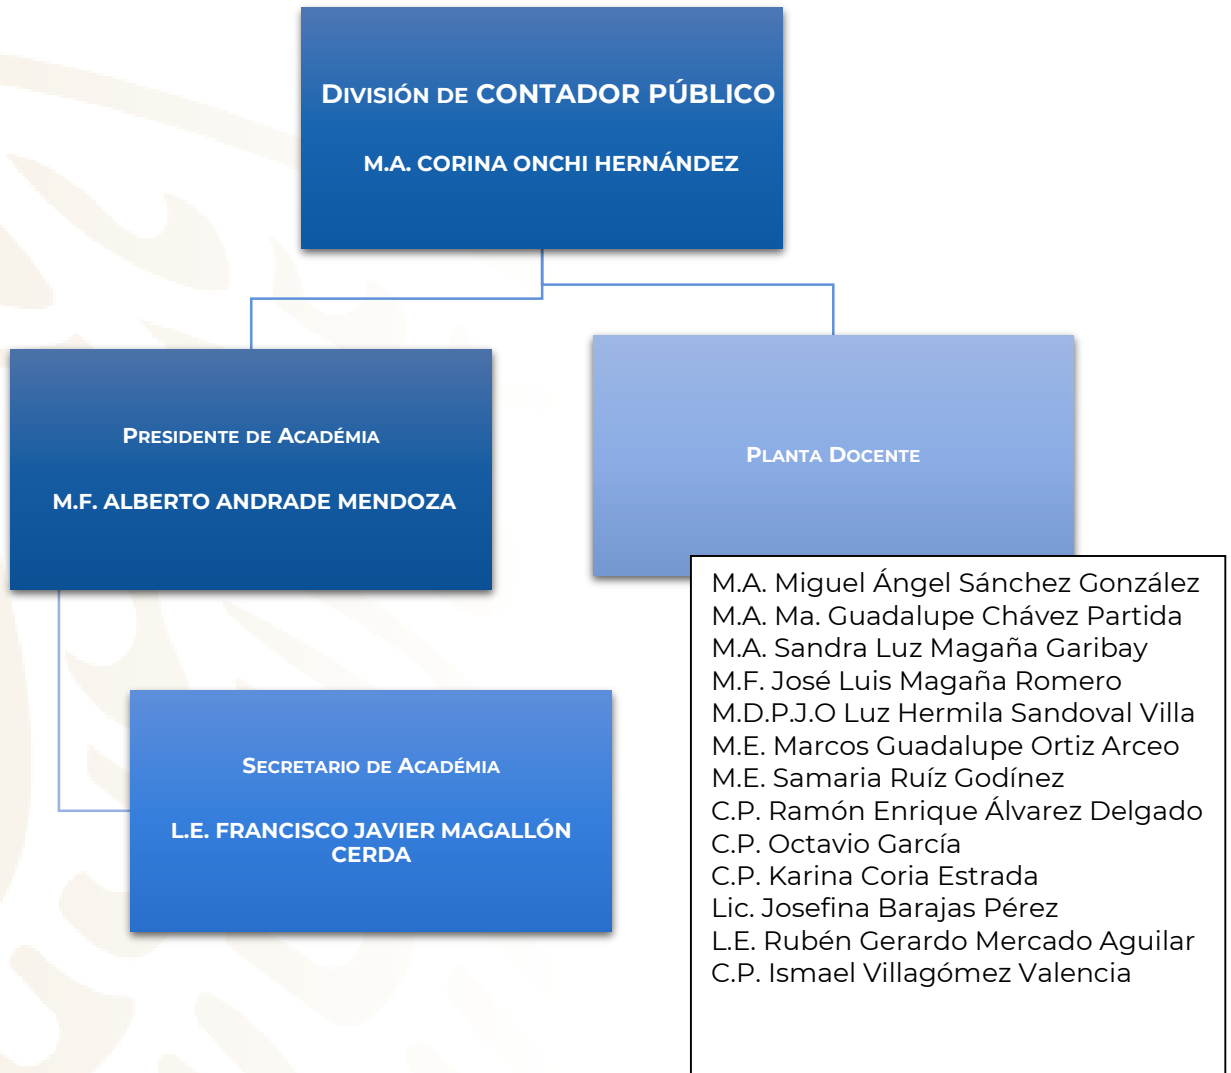 DIVISIÓN DE CONTADOR PÚBLICO
M.A. CORINA ONCHI HERNÁNDEZ
PRESIDENTE DE ACADÉMIA
M.F. ALBERTO ANDRADE MENDOZA
SECRETARIO DE ACADÉMIA
L.E. FRANCISCO JAVIER MAGALLÓN
CERDA
PLANTA DOCENTE
M.A. Miguel Ángel Sánchez González
M.A. Ma. Guadalupe Chávez Partida
M.A. Sandra Luz Magaña Garibay
M.F. José Luis Magaña Romero
M.D.P.J.O Luz Hermila Sandoval Villa
M.E. Marcos Guadalupe Ortiz Arceo
M.E. Samaria Ruíz Godínez
C.P. Ramón Enrique Álvarez Delgado
C.P. Octavio García
C.P. Karina Coria Estrada
Lic. Josefina Barajas Pérez
L.E. Rubén Gerardo Mercado Aguilar
C.P. Ismael Villagómez Valencia